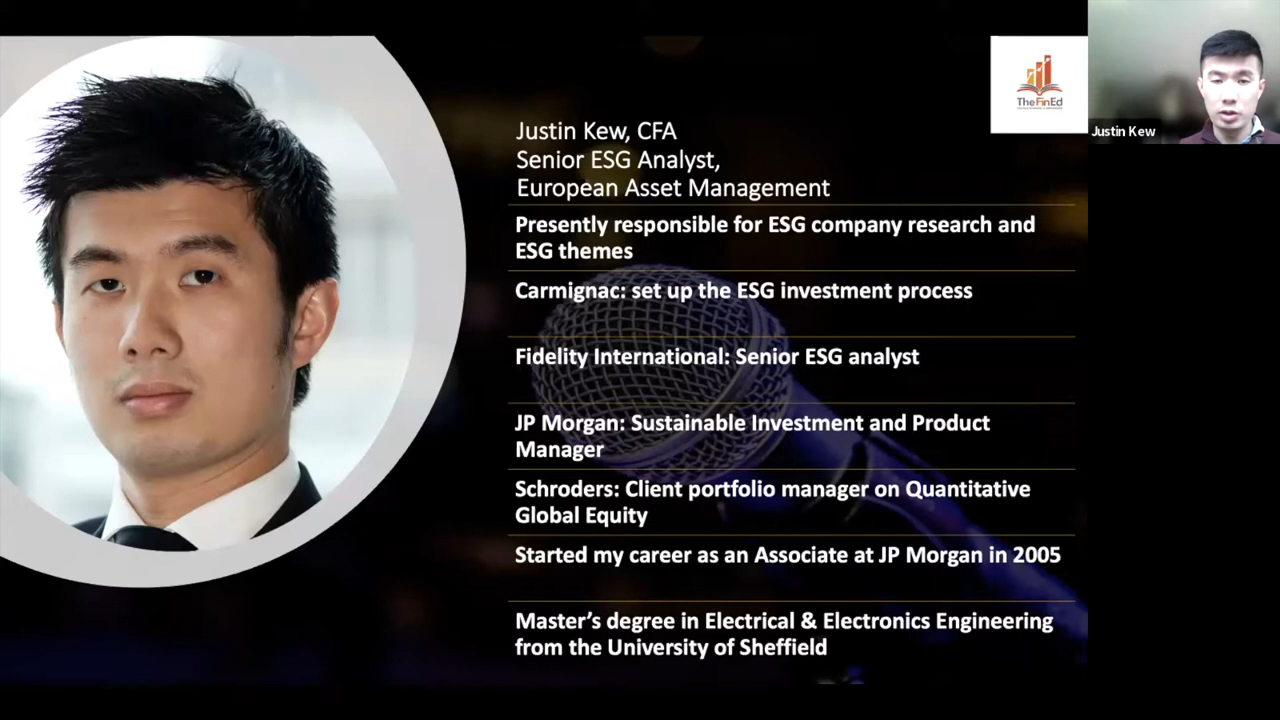 Justin Kew, CFA
Senior ESG Analyst,
European Asset Management
Presently responsible for ESG company research and
ESG themes
Carmignac: set up the ESG investment process
Fidelity International: Senior ESG analyst
JP Morgan: Sustainable Investment and Product
Manager
Schroders: Client portfolio manager on Quantitative
Global Equity
Started my career as an Associate at JP Morgan in 2005
Master’s degree in Electrical & Electronics Engineering
from the University of Sheffield
TheFinEd
Justin Kew